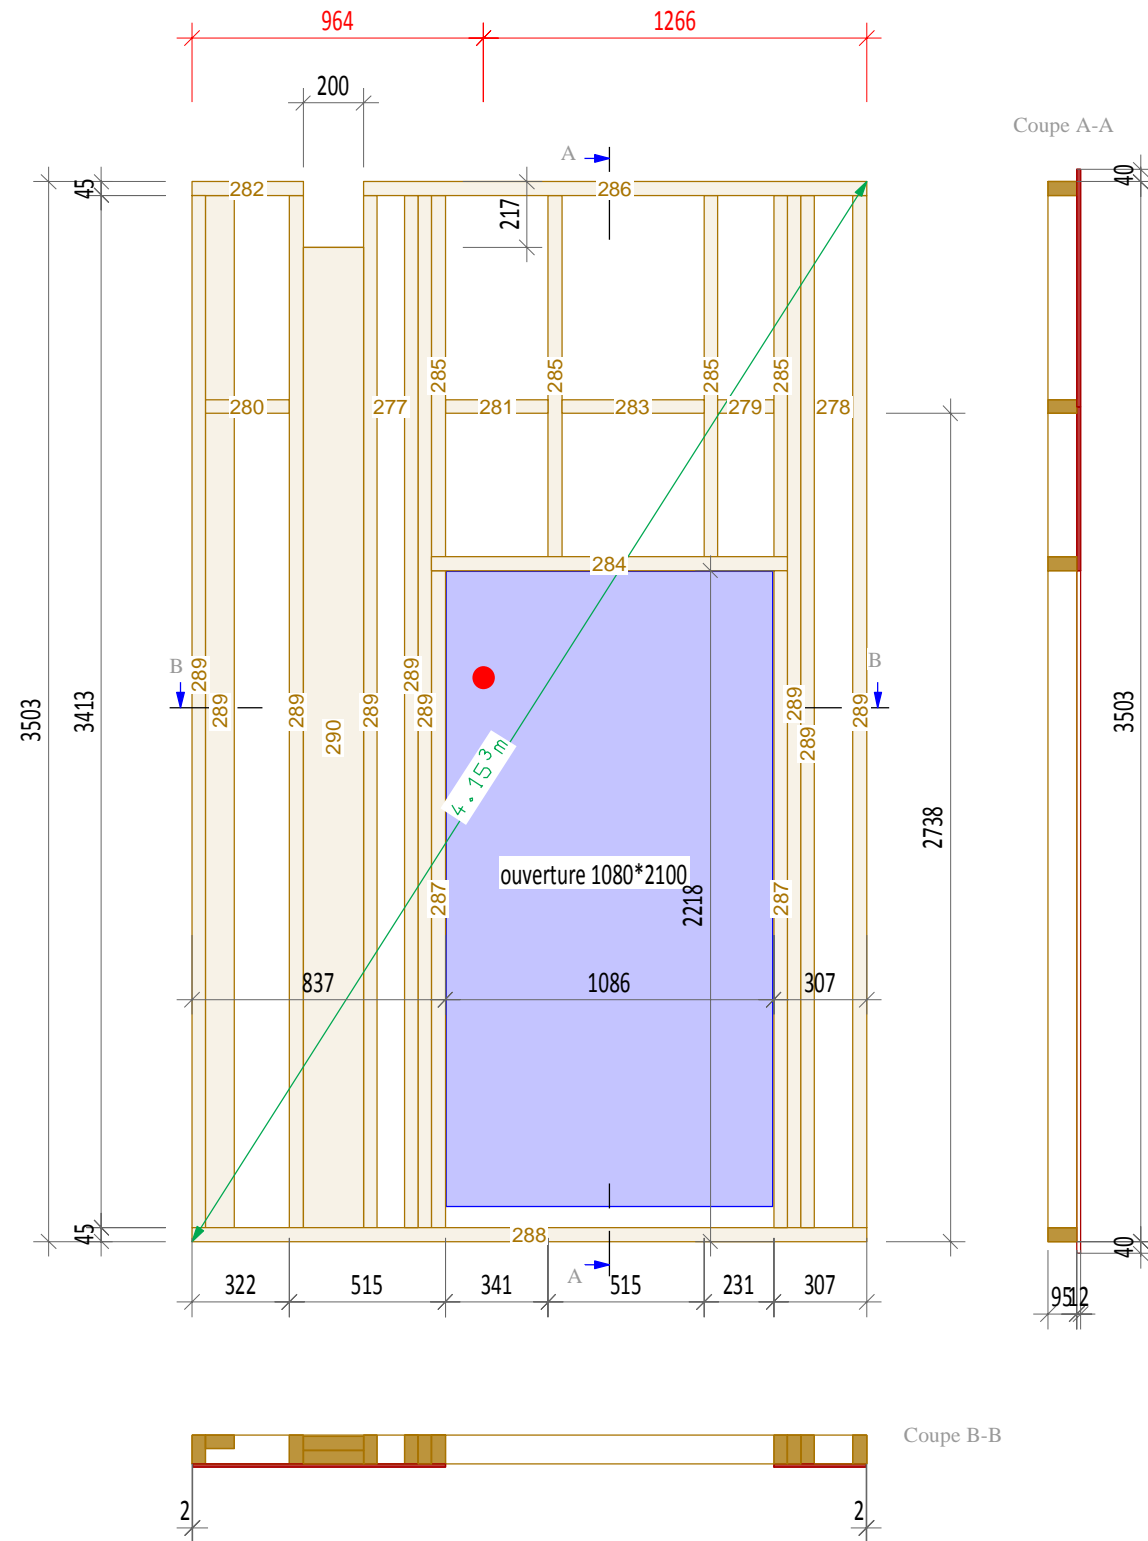 964 1266
200
Coupe A-A
A
45 282 286 40
217
285 285 285 285
280 277 281 283 279 278
284
B B
289 289 289 289 289 289 289 289 289 289
290
3503 3413 3503
4.15³m
2738
ouverture 1080*2100
287 2218 287
837 1086 307
45 288 40
A
322 515 341 515 231 307
95 12
Coupe B-B
2 2